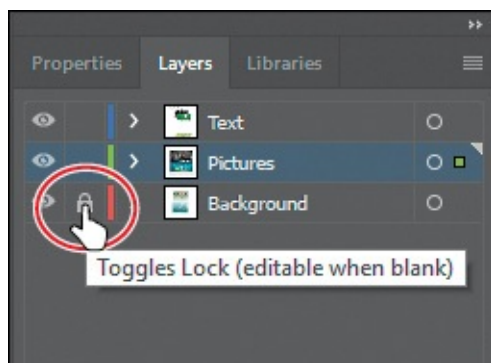 Properties Layers Libraries
Text
Pictures
Background
Toggles Lock (editable when blank)